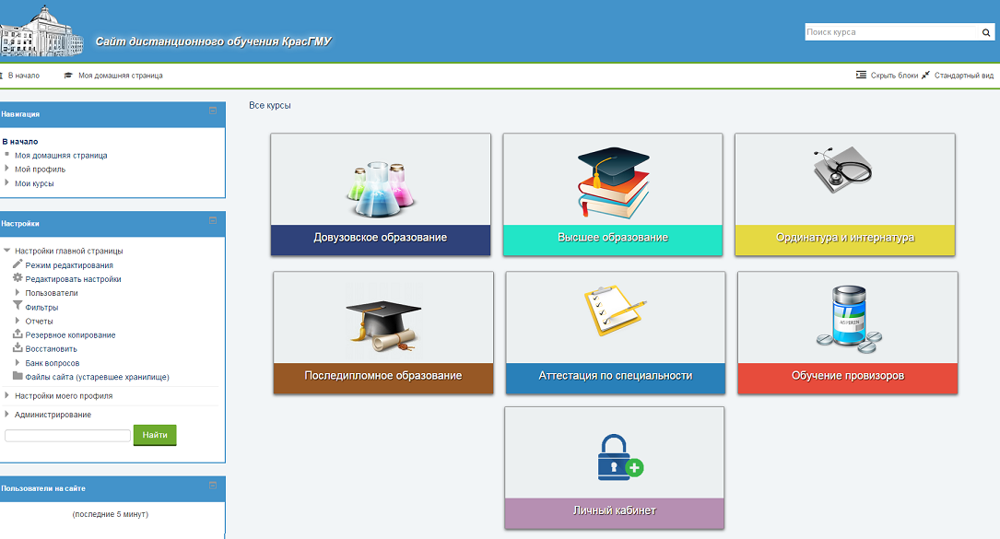 Сайт дистанционного обучения КрасГМУ
Поиск курса
В начало
Моя домашняя страница
Скрыть блоки
Стандартный вид
Навигация
В начало
Моя домашняя страница
Мой профиль
Мои курсы
Настройки
Настройки главной страницы
Режим редактирования
Редактировать настройки
Пользователи
Фильтры
Отчеты
Резервное копирование
Восстановить
Банк вопросов
Файлы сайта (устаревшее хранилище)
Настройки моего профиля
Администрирование
Найти
Пользователи на сайте
(последние 5 минут)
Все курсы
Довузовское образование
Высшее образование
Ординатура и интернатура
Последипломное образование
Аттестация по специальности
ASPIRIN
Обучение провизоров
Личный кабинет